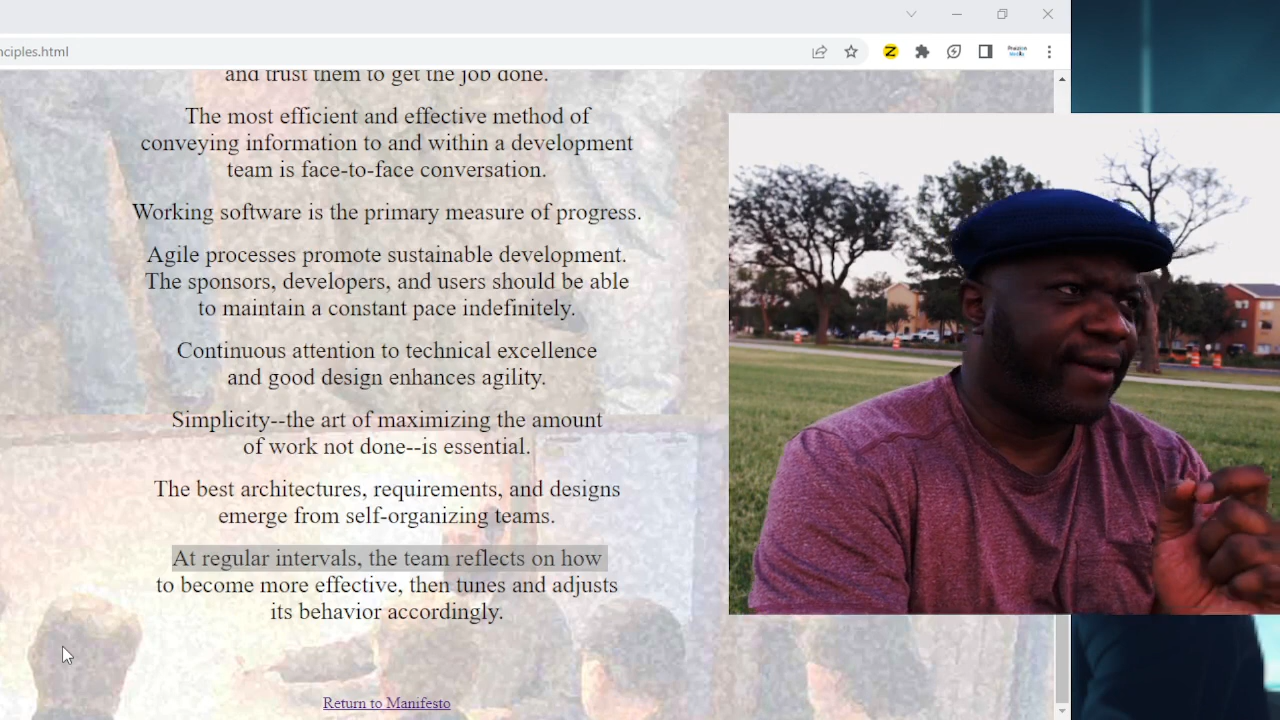 ciples.html
and trust them to get the job done.
The most efficient and effective method of
conveying information to and within a development
team is face-to-face conversation.
Working software is the primary measure of progress.
Agile processes promote sustainable development.
The sponsors, developers, and users should be able
to maintain a constant pace indefinitely.
Continuous attention to technical excellence
and good design enhances agility.
Simplicity--the art of maximizing the amount
of work not done--is essential.
The best architectures, requirements, and designs
emerge from self-organizing teams.
At regular intervals, the team reflects on how
to become more effective, then tunes and adjusts
its behavior accordingly.
Return to Manifesto